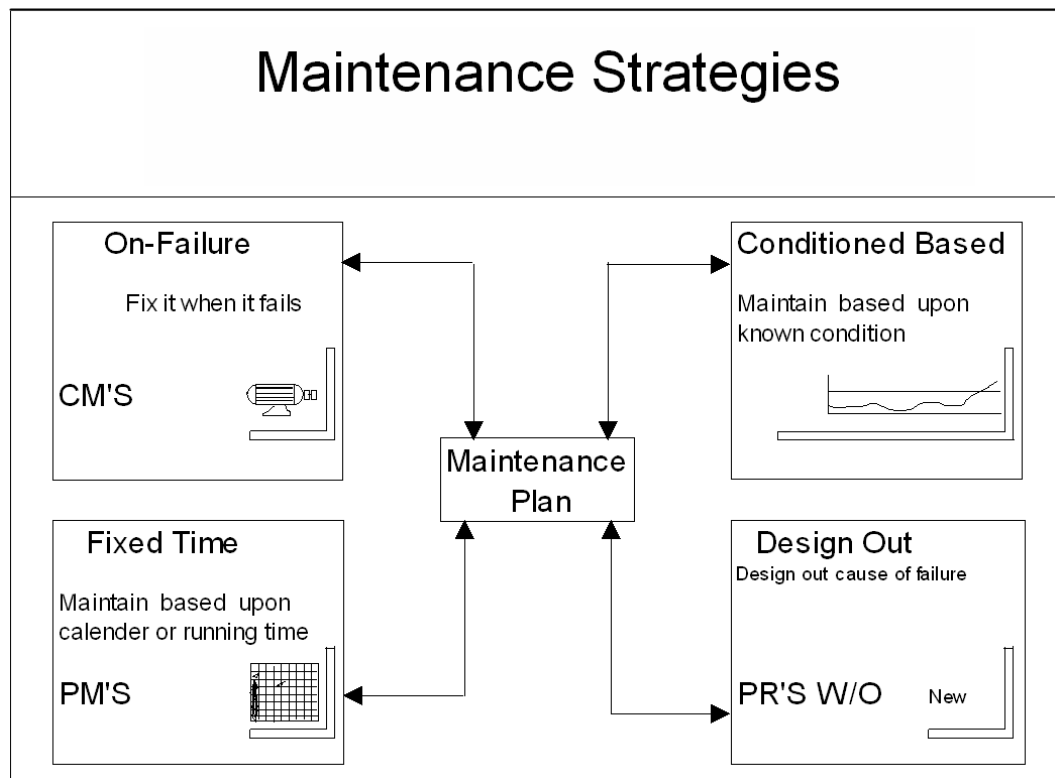 Maintenance Strategies
On-Failure
Fix it when it fails
CM'S
Conditioned Based
Maintain based upon
known condition
Maintenance
Plan
Fixed Time
Maintain based upon
calender or running time
PM'S
Design Out
Design out cause of failure
PR'S W/O New